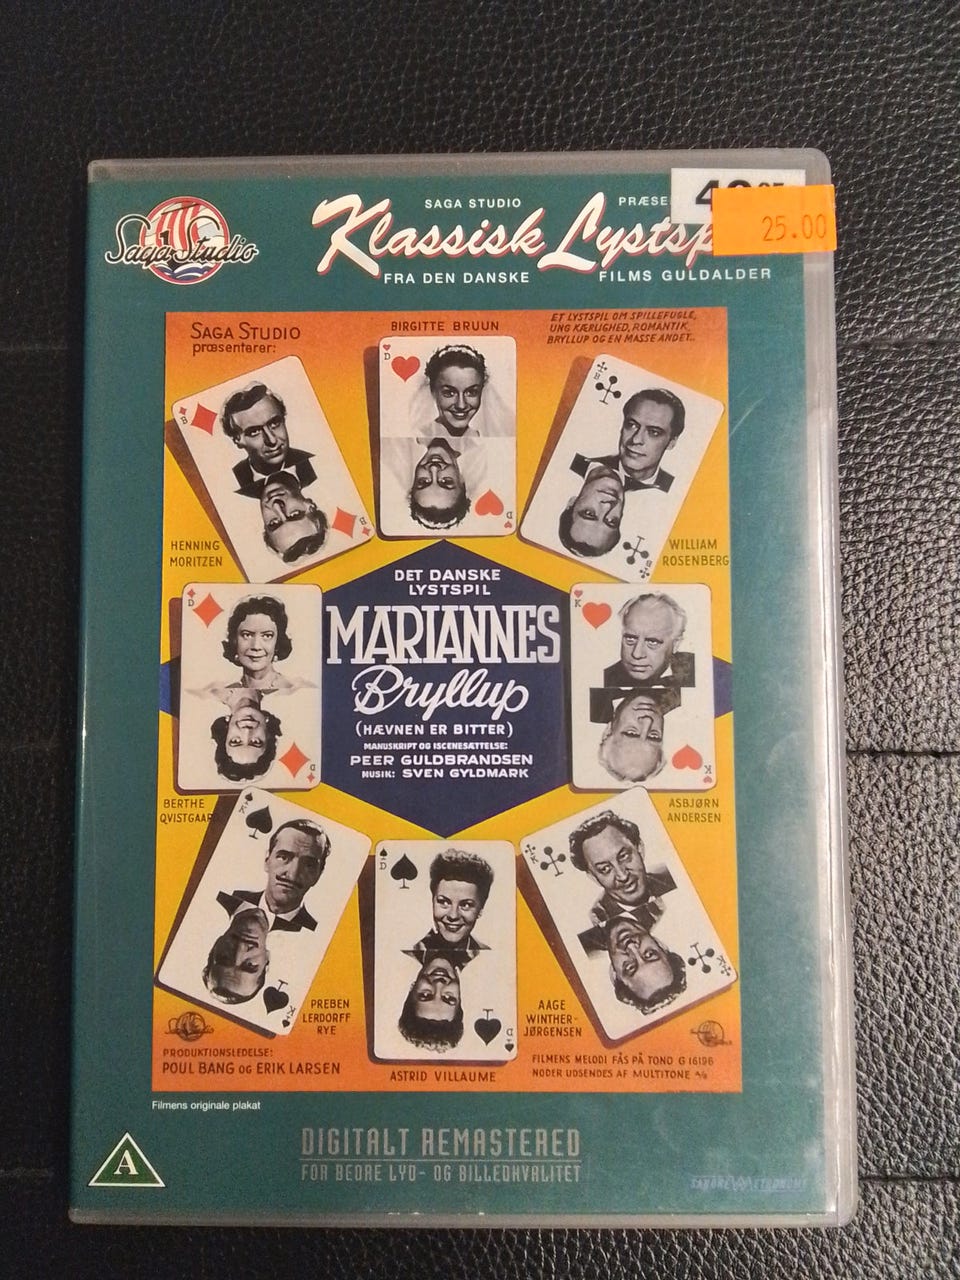 Saga Studio
SAGA STUDIO
25.00
Klassisk
FRA DEN DANSKE FILMS GULDALDER
SAGA STUDIO
præsenterer:
BIRGITTE BRUUN
ET LYSTSPIL OM SPILLEFUGLE,
UNG KÆRLIGHED, ROMANTIK,
BRYLLUP OG EN MASSE ANDET..
B
B
D
D
B
B
HENNING
MORITZEN
WILLIAM
ROSENBERG
DET DANSKE
LYSTSPIL
MARIANNES
Bryllup
(HÆVNEN ER BITTER)
MANUSKRIPT OG ISCENESÆTTELSE:
PEER GULDBRANDSEN
MUSIK: SVEN GYLDMARK
D
D
K
K
BERTHE
QVISTGAARD
ASBJØRN
ANDERSEN
K
K
D
D
K
K
PREBEN
LERDORFF
RYE
AAGE
WINTHER-
JØRGENSEN
PRODUKTIONSLEDELSE:
POUL BANG OG ERIK LARSEN
ASTRID VILLAUME
FILMENS MELODI FÅS PÅ TONO G 16196
NODER UDSENDES AF MULTITONE A/S
Filmens originale plakat
DIGITALT REMASTERED
FOR BEDRE LYD- OG BILLEDKVALITET
A
SANDREW METRONOME